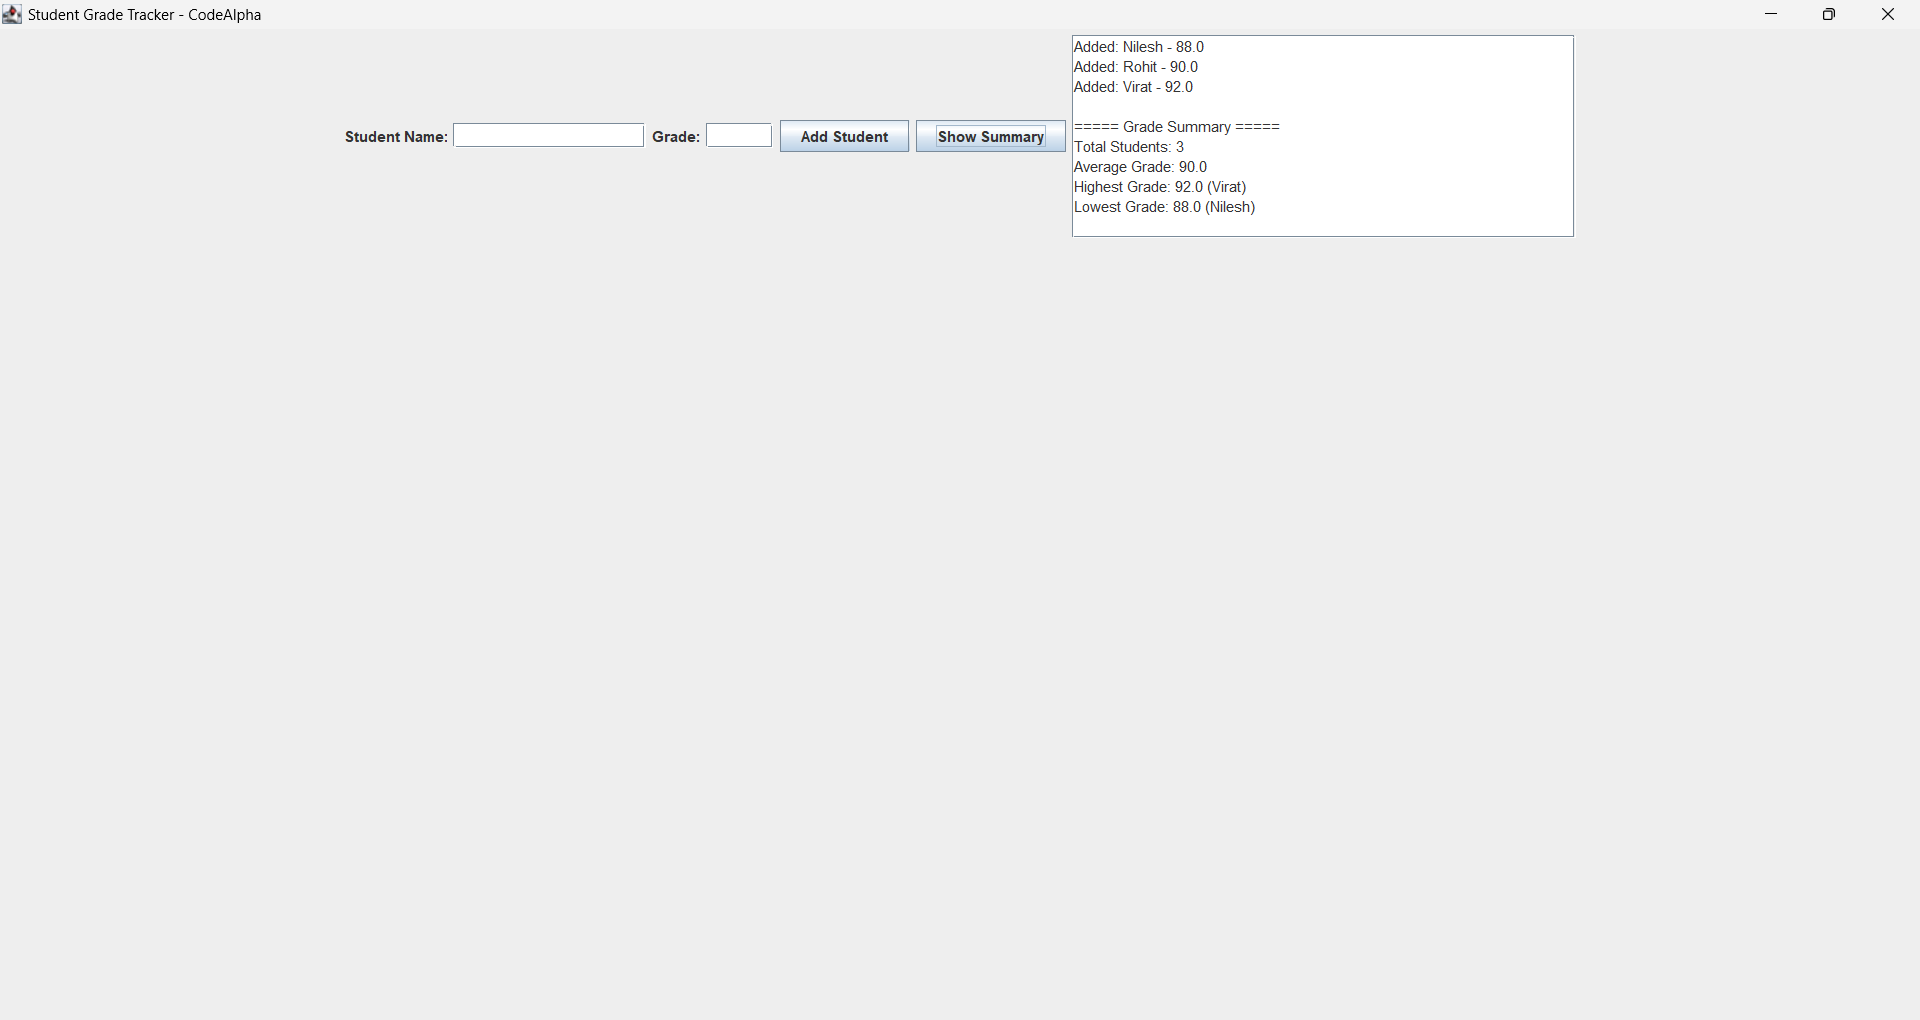 Student Grade Tracker - CodeAlpha
Student Name:
Grade:
Add Student
Show Summary
Added: Nilesh - 88.0
Added: Rohit - 90.0
Added: Virat - 92.0
===== Grade Summary =====
Total Students: 3
Average Grade: 90.0
Highest Grade: 92.0 (Virat)
Lowest Grade: 88.0 (Nilesh)